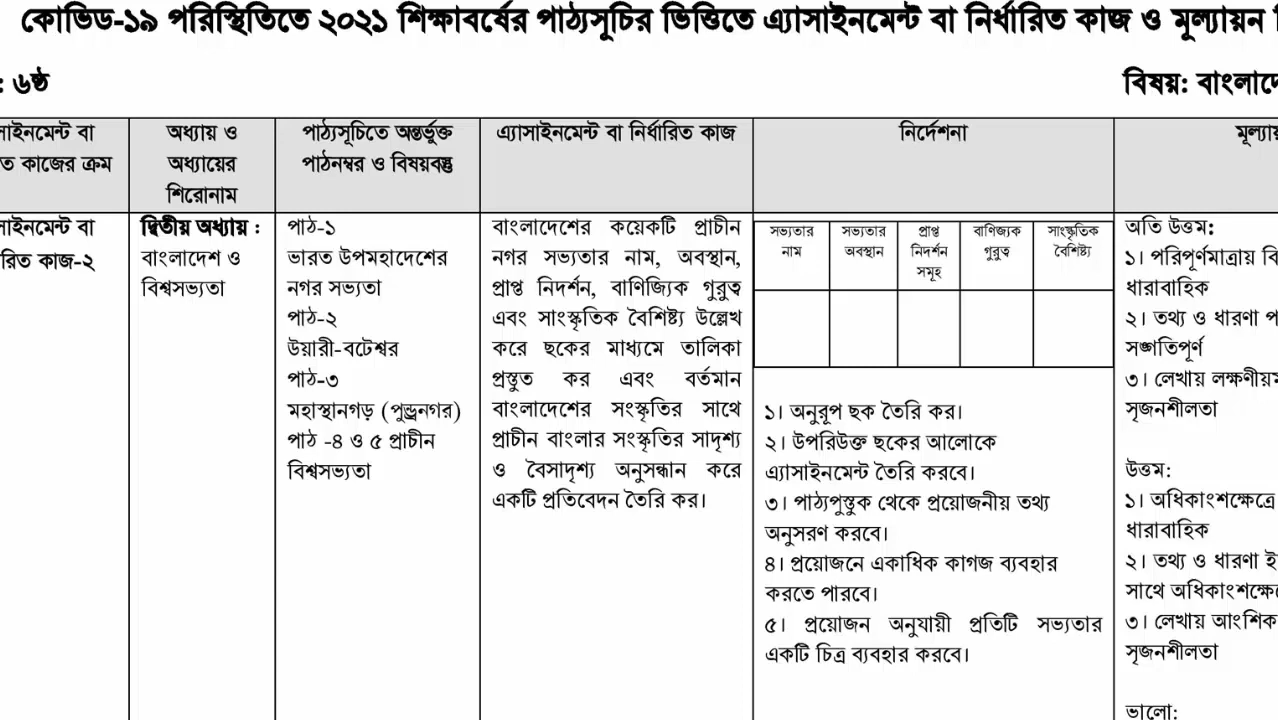 কোভিড-১৯ পরিস্থিতিতে ২০২১ শিক্ষাবর্ষের পাঠ্যসূচির ভিত্তিতে এ্যাসাইনমেন্ট বা নির্ধারিত কাজ ও মূল্যায়ন
: ৬ষ্ঠ
বিষয়: বাংলাদে
সাইনমেন্ট বা
ত কাজের ক্রম
অধ্যায় ও
অধ্যায়ের
শিরোনাম
পাঠ্যসূচিতে অন্তর্ভুক্ত
পাঠনম্বর ও বিষয়বস্তু
এ্যাসাইনমেন্ট বা নির্ধারিত কাজ
নির্দেশনা
মূল্যায়
সাইনমেন্ট বা
রিত কাজ-২
দ্বিতীয় অধ্যায় :
বাংলাদেশ ও
বিশ্বসভ্যতা
পাঠ-১
ভারত উপমহাদেশের
নগর সভ্যতা
পাঠ-২
উয়ারী-বটেশ্বর
পাঠ-৩
মহাস্থানগড় (পুন্ড্রনগর)
পাঠ -৪ ও ৫ প্রাচীন
বিশ্বসভ্যতা
বাংলাদেশের কয়েকটি প্রাচীন
নগর সভ্যতার নাম, অবস্থান,
প্রাপ্ত নিদর্শন, বাণিজ্যিক গুরুত্ব
এবং সাংস্কৃতিক বৈশিষ্ট্য উল্লেখ
করে ছকের মাধ্যমে তালিকা
প্রস্তুত কর এবং বর্তমান
বাংলাদেশের সংস্কৃতির সাথে
প্রাচীন বাংলার সংস্কৃতির সাদৃশ্য
ও বৈসাদৃশ্য অনুসন্ধান করে
একটি প্রতিবেদন তৈরি কর।
সভ্যতার
নাম
সভ্যতার
অবস্থান
প্রাপ্ত
নিদর্শন
সমূহ
বাণিজ্যক
গুরুত্ব
সাংস্কৃতিক
বৈশিষ্ট্য
১। অনুরূপ ছক তৈরি কর।
২। উপরিউক্ত ছকের আলোকে
এ্যাসাইনমেন্ট তৈরি করবে।
৩। পাঠ্যপুস্তুক থেকে প্রয়োজনীয় তথ্য
অনুসরণ করবে।
৪। প্রয়োজনে একাধিক কাগজ ব্যবহার
করতে পারবে।
৫। প্রয়োজন অনুযায়ী প্রতিটি সভ্যতার
একটি চিত্র ব্যবহার করবে।
অতি উত্তম:
১। পরিপূর্ণমাত্রায় বি
ধারাবাহিক
২। তথ্য ও ধারণা প
সঙ্গতিপূর্ণ
৩। লেখায় লক্ষণীয়ম
সৃজনশীলতা
উত্তম:
১। অধিকাংশক্ষেত্রে
ধারাবাহিক
২। তথ্য ও ধারণা ই
সাথে অধিকাংশক্ষে
৩। লেখায় আংশিক
সৃজনশীলতা
ভালো: